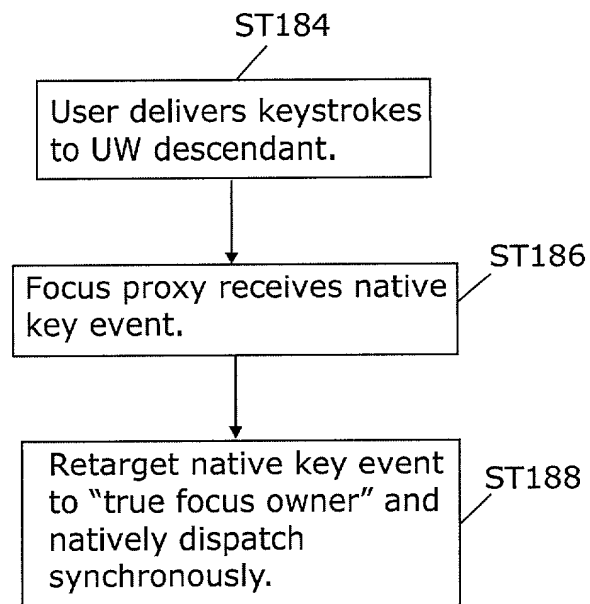 ST184
User delivers keystrokes
to UW descendant.
ST186
Focus proxy receives native
key event.
ST188
Retarget native key event
to “true focus owner” and
natively dispatch
synchronously.